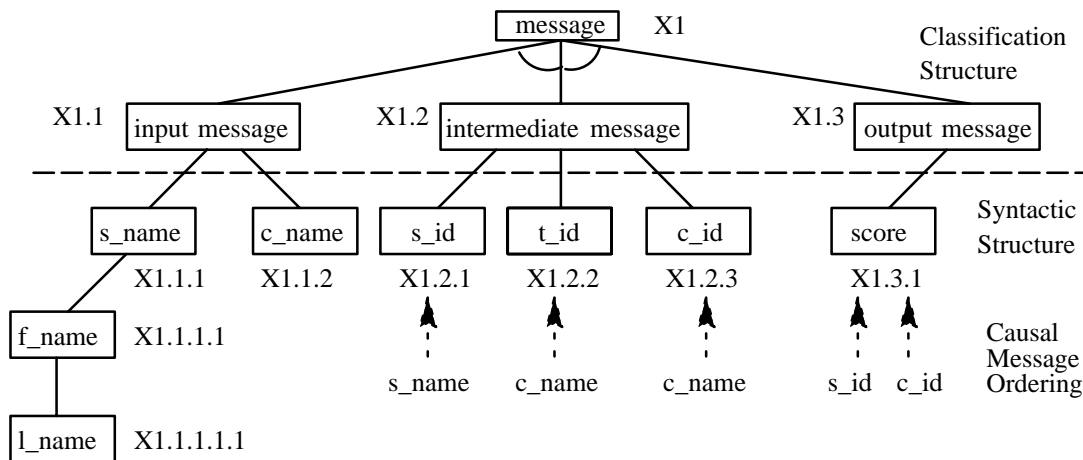 message X1
Classification
Structure
X1.1 input message X1.2 intermediate message X1.3 output message
s_name c_name s_id t_id c_id score
Syntactic
Structure
X1.1.1 X1.1.2 X1.2.1 X1.2.2 X1.2.3 X1.3.1
f_name X1.1.1.1
Causal
Message
Ordering
s_name c_name c_name s_id c_id
l_name X1.1.1.1.1